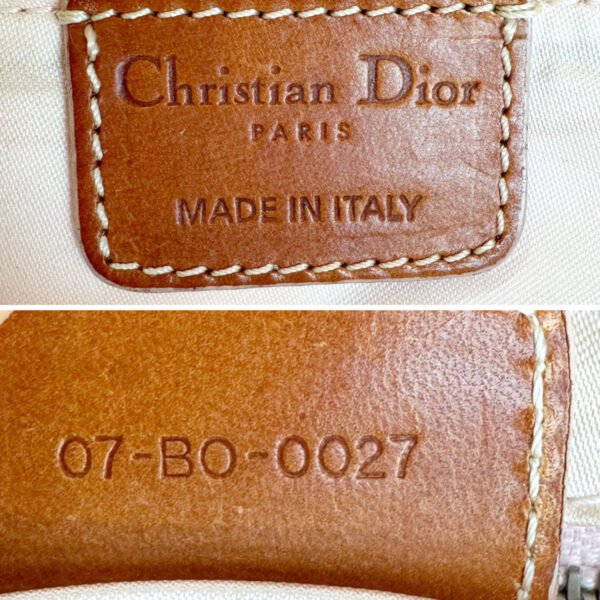 Christian Dior
PARIS
MADE IN ITALY
07-BO-0027